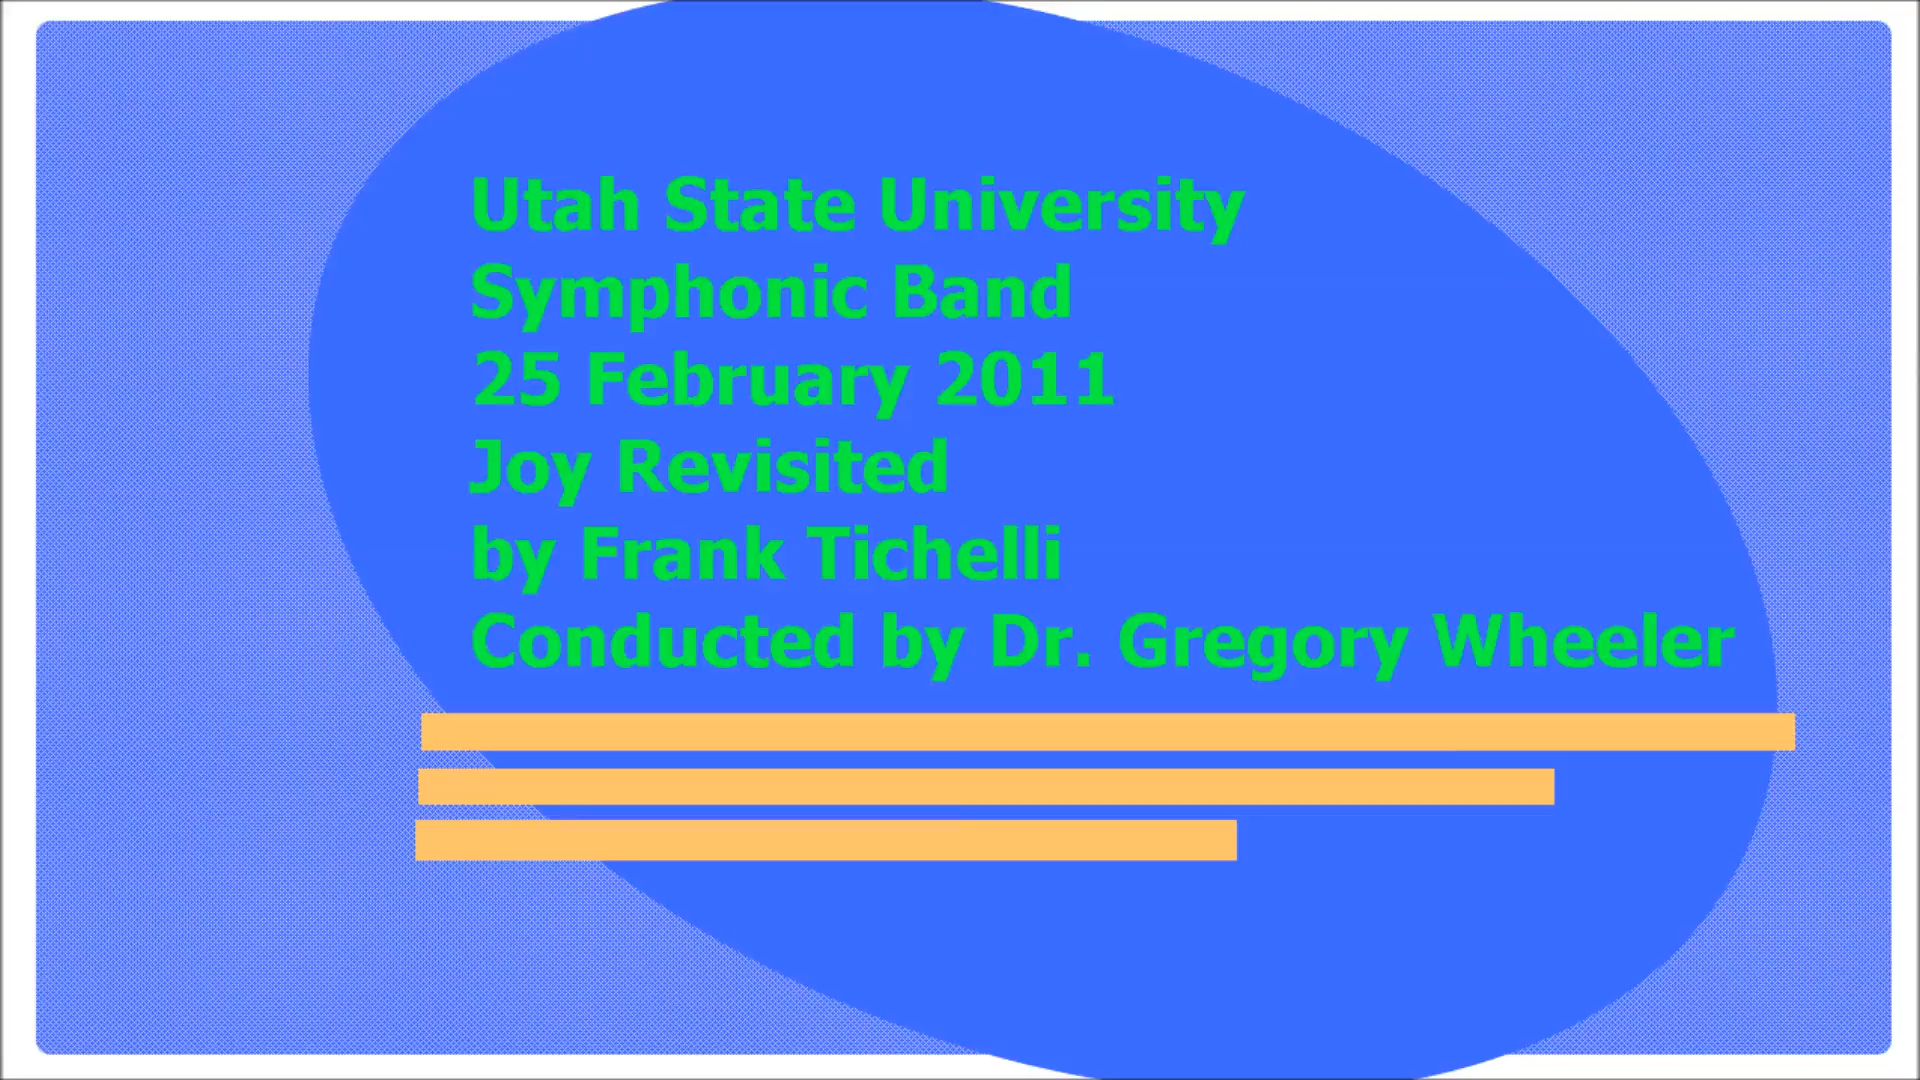 Utah State University
Symphonic Band
25 February 2011
Joy Revisited
by Frank Tichelli
Conducted by Dr. Gregory Wheeler